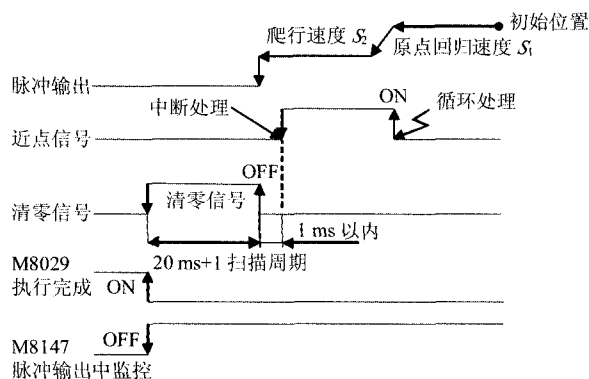 初始位置
爬行速度 S₂
原点回归速度 S₁
脉冲输出
ON
循环处理
中断处理
近点信号
OFF
清零信号
清零信号
1 ms 以内
20 ms+1 扫描周期
M8029
执行完成 ON
OFF
M8147
脉冲输出中监控